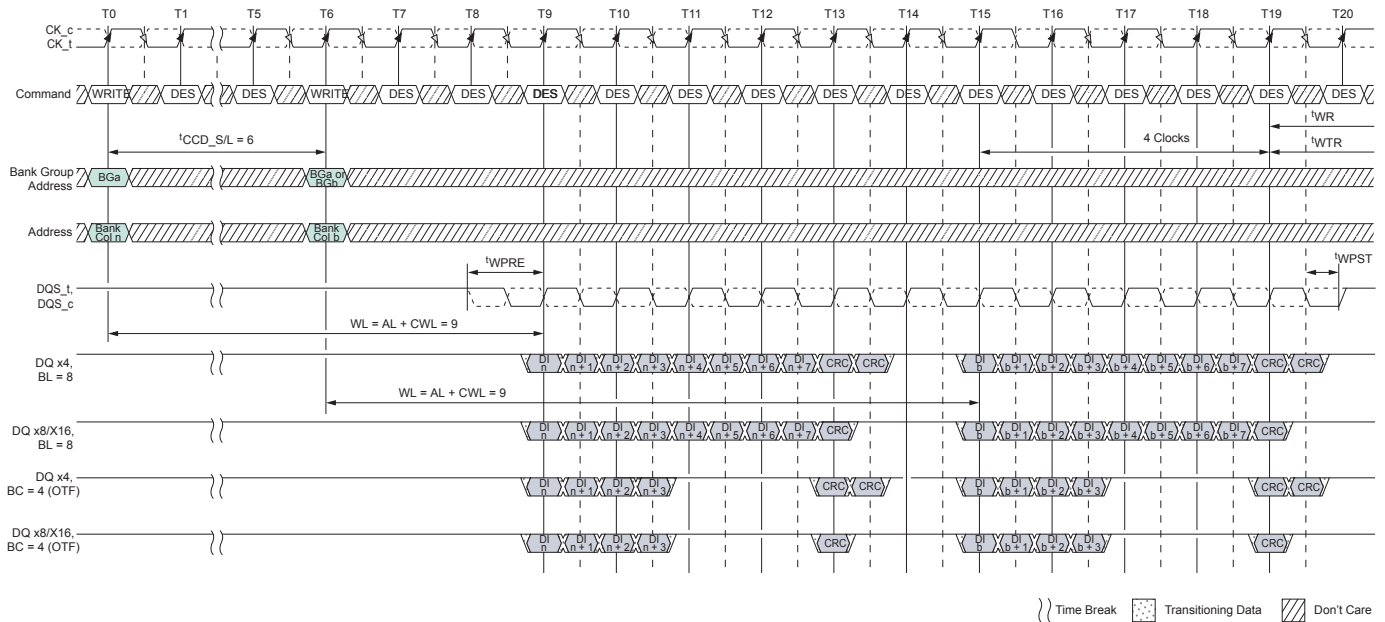 T0 T1 T5 T6 T7 T8 T9 T10 T11 T12 T13 T14 T15 T16 T17 T18 T19 T20
CK_c
CK_t
Command WRITE DES DES WRITE DES DES DES DES DES DES DES DES DES DES DES DES DES DES
tWR
tCCD_S/L = 6
4 Clocks
tWTR
Bank Group
Address
BGa
BGa or
BGb
Address
Bank
Col n
Bank
Col b
tWPRE
tWPST
DQS_t,
DQS_c
WL = AL + CWL = 9
DQ x4,
BL = 8
DI n DI n + 1 DI n + 2 DI n + 3 DI n + 4 DI n + 5 DI n + 6 DI n + 7 CRC CRC DI b DI b + 1 DI b + 2 DI b + 3 DI b + 4 DI b + 5 DI b + 6 DI b + 7 CRC CRC
WL = AL + CWL = 9
DQ x8/X16,
BL = 8
DI n DI n + 1 DI n + 2 DI n + 3 DI n + 4 DI n + 5 DI n + 6 DI n + 7 CRC DI b DI b + 1 DI b + 2 DI b + 3 DI b + 4 DI b + 5 DI b + 6 DI b + 7 CRC
DQ x4,
BC = 4 (OTF)
DI n DI n + 1 DI n + 2 DI n + 3 CRC CRC DI b DI b + 1 DI b + 2 DI b + 3 CRC CRC
DQ x8/X16,
BC = 4 (OTF)
DI n DI n + 1 DI n + 2 DI n + 3 CRC DI b DI b + 1 DI b + 2 DI b + 3 CRC
Time Break Transitioning Data Don't Care